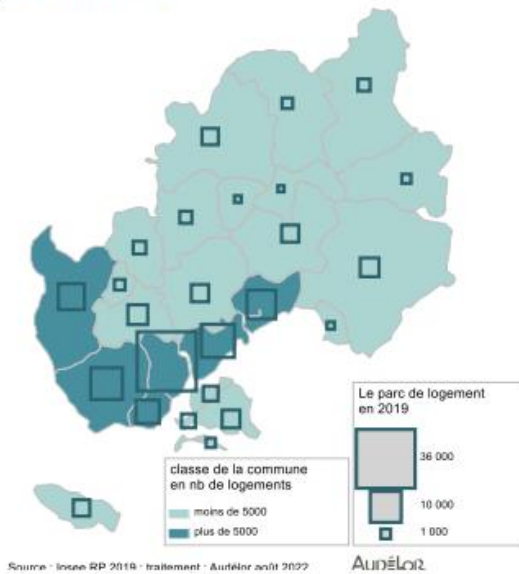 Le parc de logement
en 2019
36 000
10 000
1 000
classe de la commune
en nb de logements
moins de 5000
plus de 5000
Source : Insee RP 2019 ; traitement : Audélor août 2022
AUDÉLOR